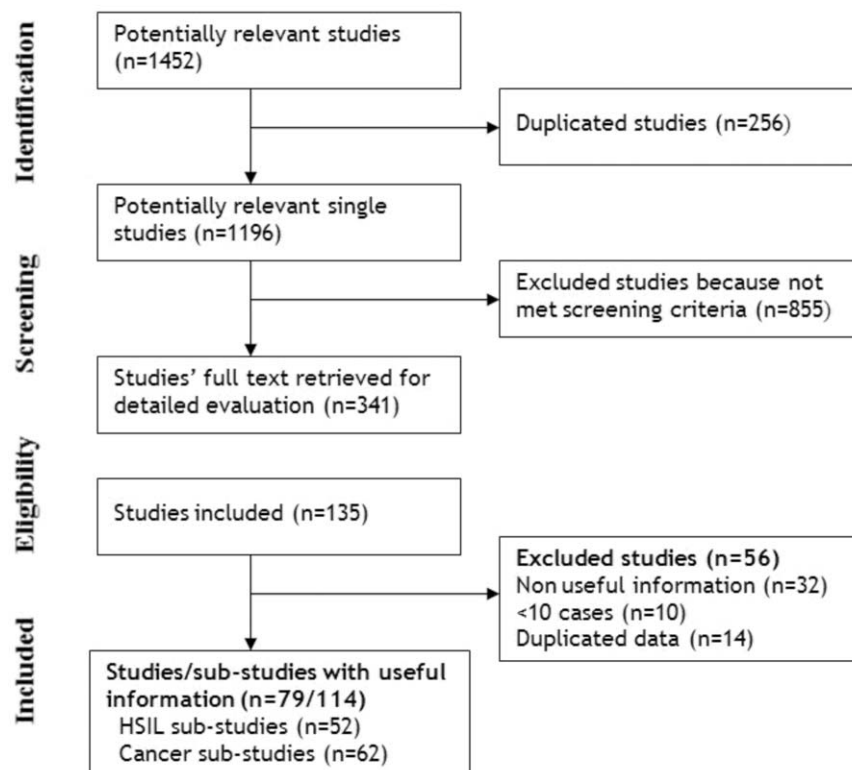 Identification
Potentially relevant studies
(n=1452)
Duplicated studies (n=256)
Potentially relevant single
studies (n=1196)
Screening
Excluded studies because not
met screening criteria (n=855)
Studies’ full text retrieved for
detailed evaluation (n=341)
Eligibility
Studies included (n=135)
Excluded studies (n=56)
Non useful information (n=32)
<10 cases (n=10)
Duplicated data (n=14)
Included
Studies/sub-studies with useful
information (n=79/114)
HSIL sub-studies (n=52)
Cancer sub-studies (n=62)